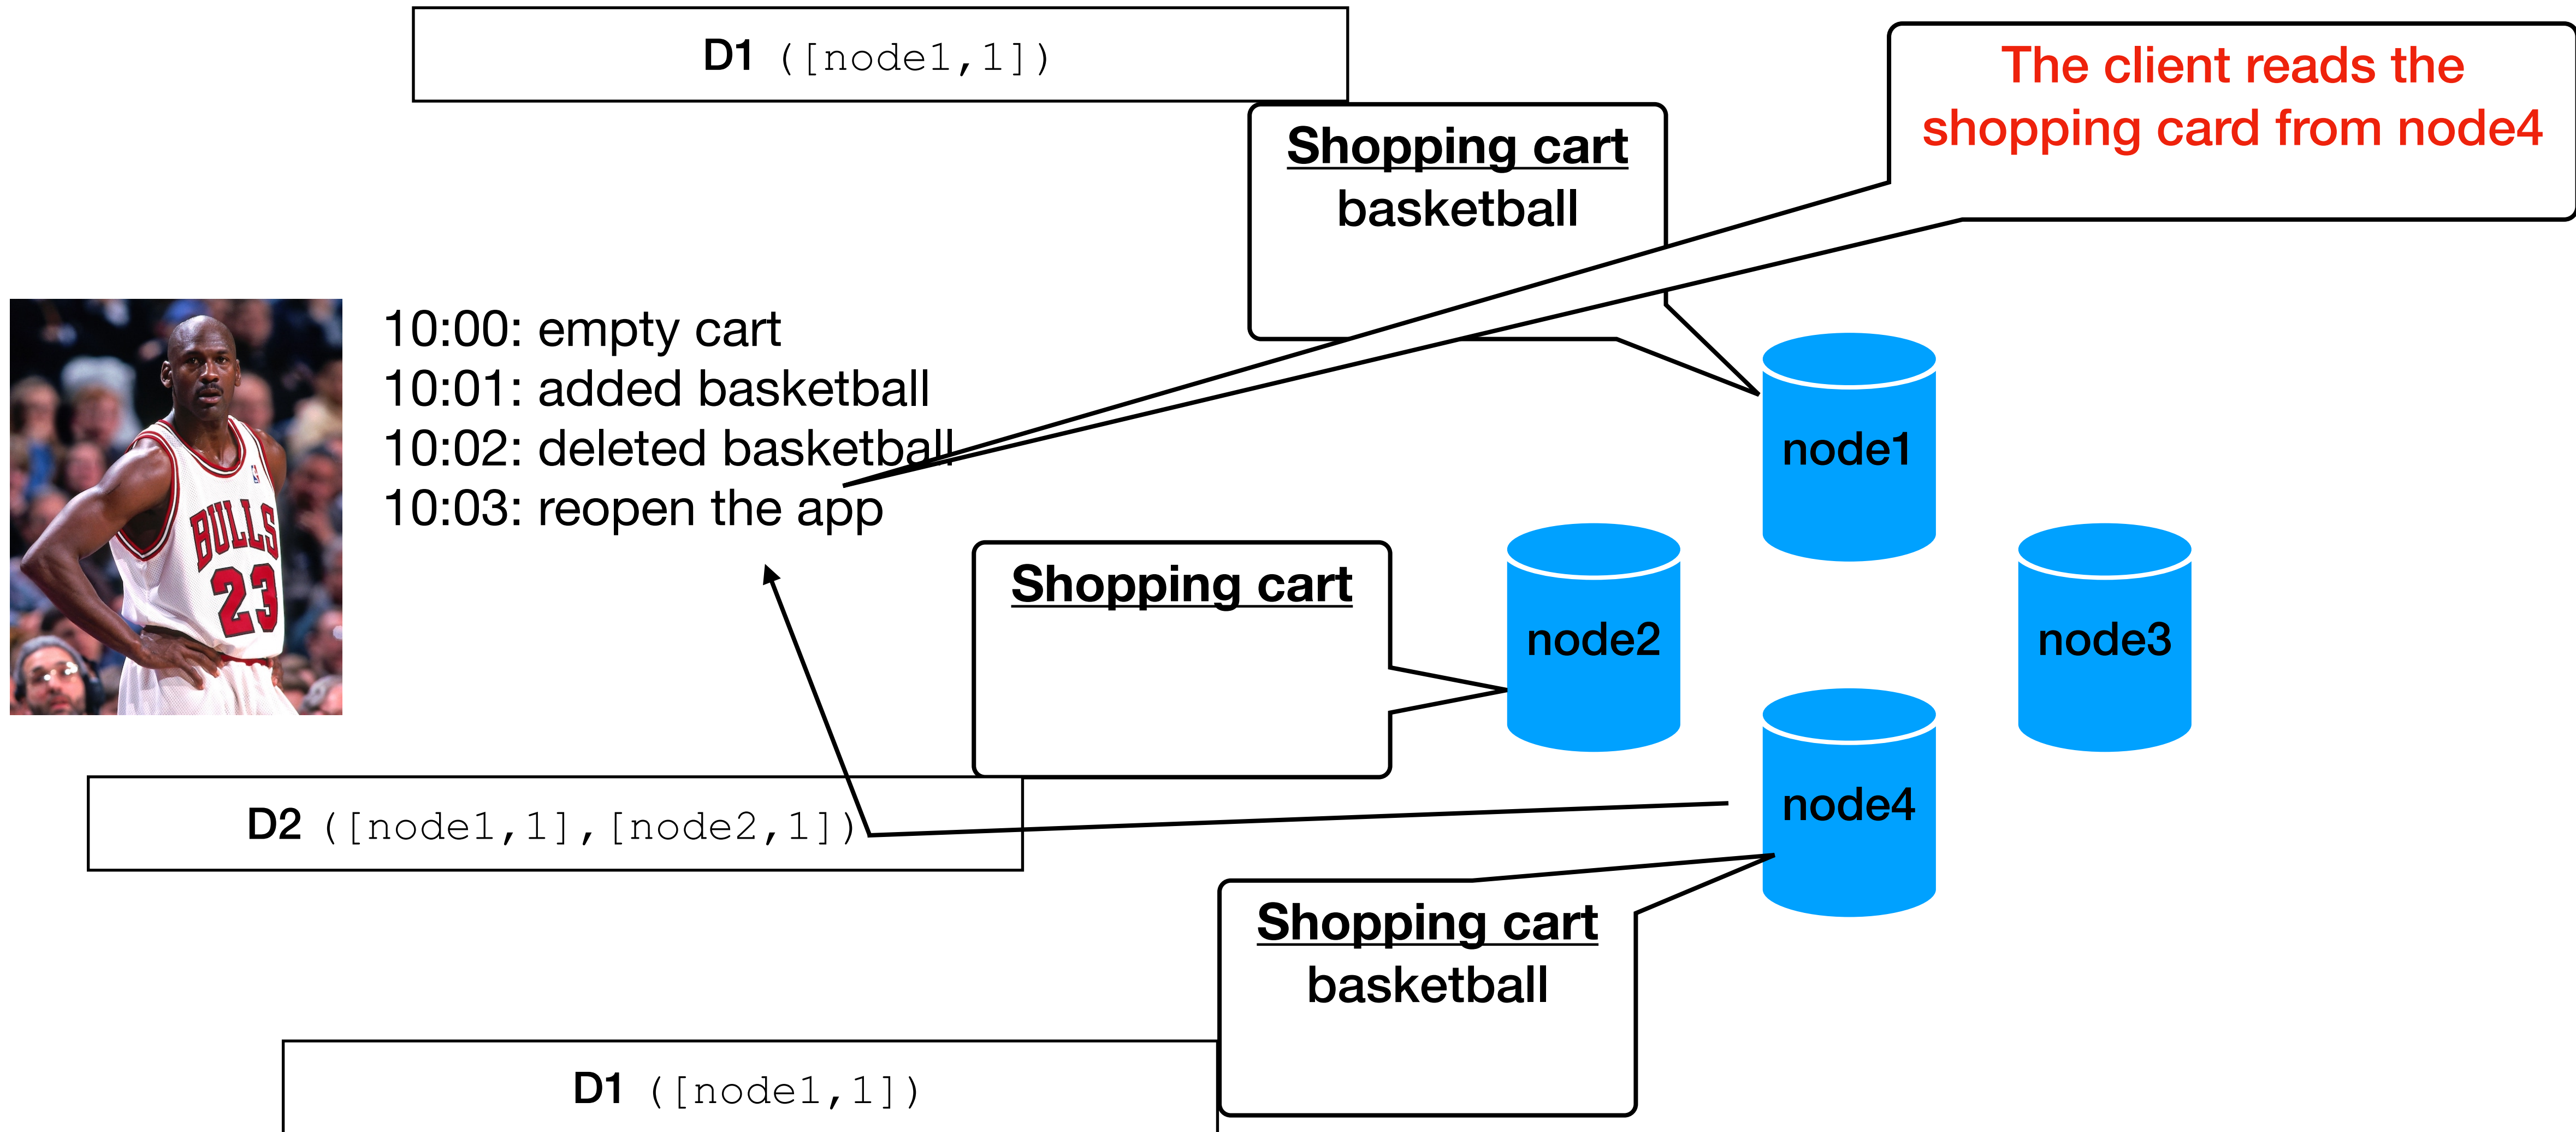 D1 ([node1,1])
The client reads the
shopping card from node4
Shopping cart
basketball
10:00: empty cart
10:01: added basketball
10:02: deleted basketball
10:03: reopen the app
BULLS
23
node1
Shopping cart
node2
node3
D2 ([node1,1],[node2,1])
node4
Shopping cart
basketball
D1 ([node1,1])